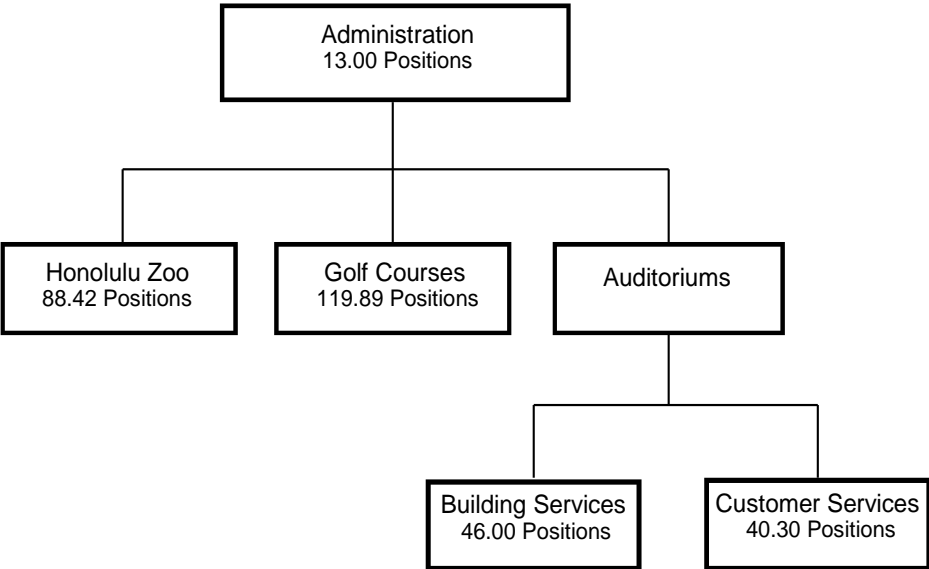 Administration
13.00 Positions
Honolulu Zoo
88.42 Positions
Golf Courses
119.89 Positions
Auditoriums
Building Services
46.00 Positions
Customer Services
40.30 Positions